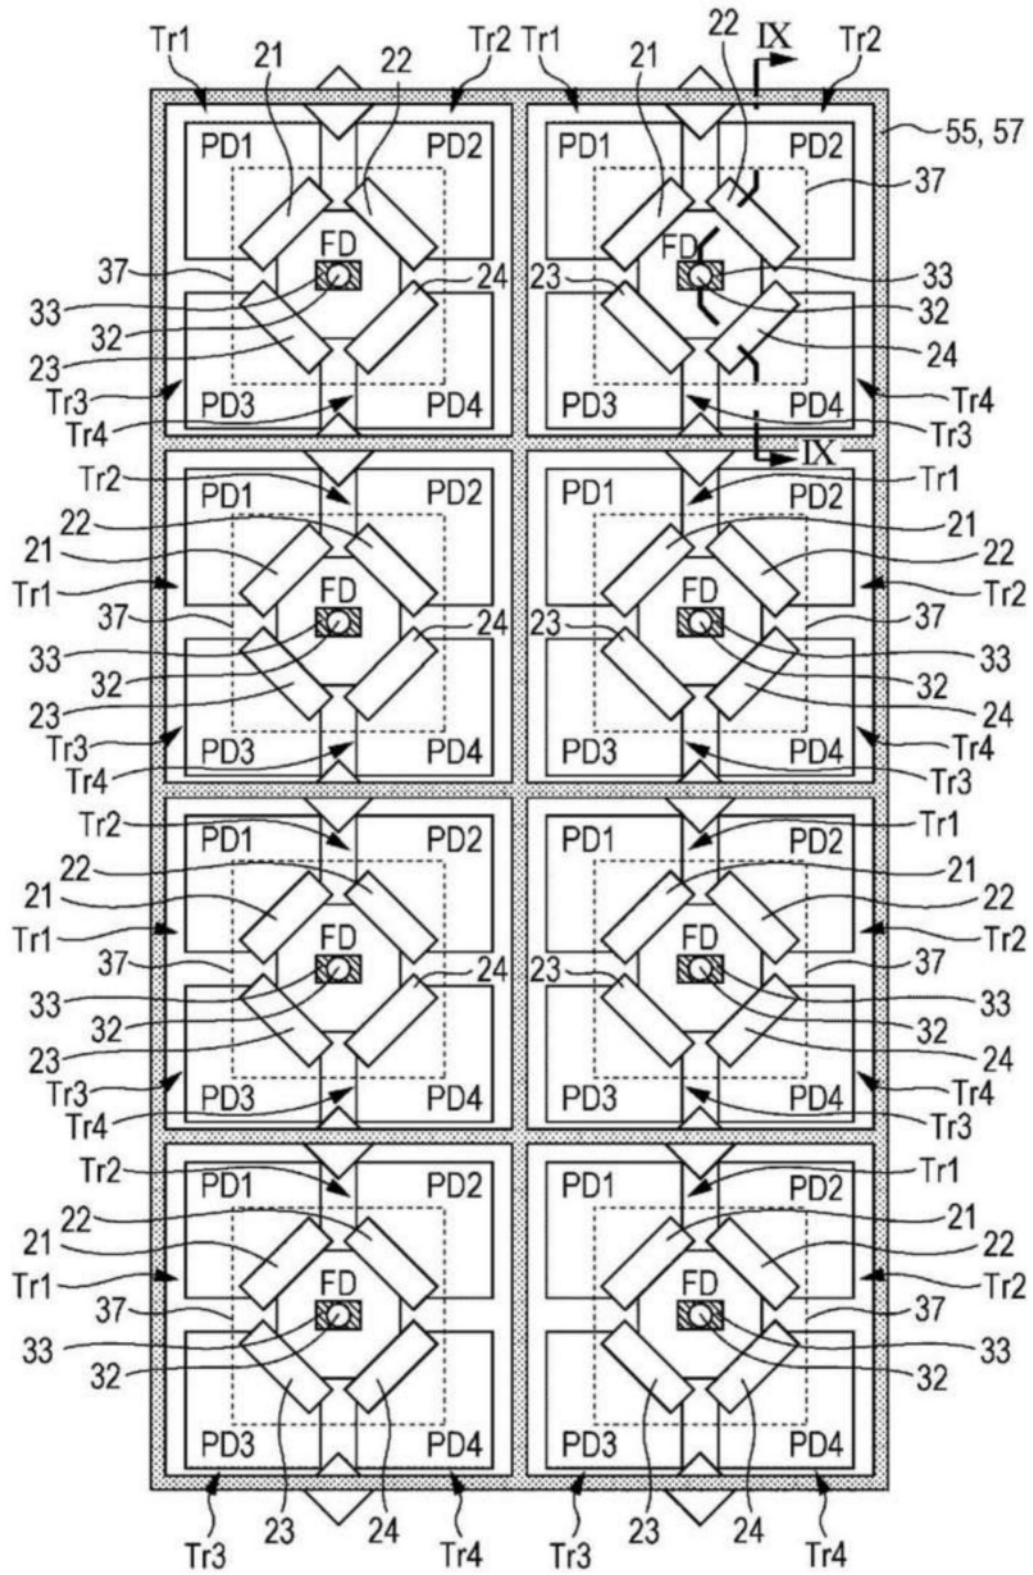 Tr1 21 22 Tr2 Tr1 22 IX Tr2
PD1 PD2 PD1 PD2 55, 57
21 37
FD FD
37 24 23 33
33 32
32 24
23
Tr3 PD3 PD4 PD3 PD4 Tr4
Tr4 Tr3
IX
Tr2 PD1 PD2 PD1 PD2 Tr1
22 21
21 22
Tr1 FD FD Tr2
37 23 24 37
33 33
32 32
23 24
Tr3 PD3 PD4 PD3 PD4 Tr4
Tr4 Tr3
Tr2 PD1 PD2 PD1 PD2 Tr1
22 21
21 22
Tr1 FD FD Tr2
37 24 23 37
33 33
32 32
23 24
Tr3 PD3 PD4 PD3 PD4 Tr4
Tr4 Tr3
Tr2 PD1 PD2 PD1 PD2 Tr1
22 21
21 22
Tr1 FD FD Tr2
37 37
33 33
32 32
PD3 PD4 PD3 PD4
23 24 23 24
Tr3 Tr4 Tr3 Tr4